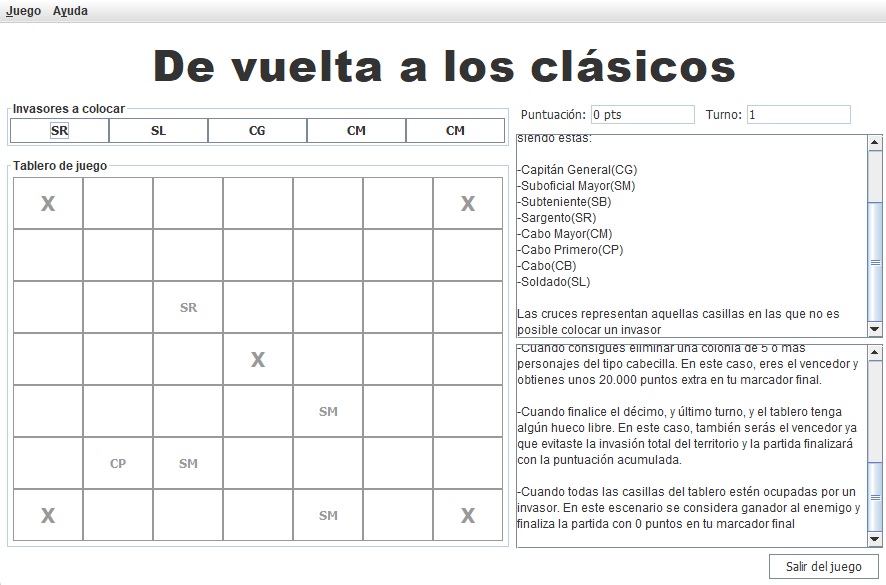 Juego Ayuda
De vuelta a los clásicos
Invasores a colocar
SR SL CG CM CM
Puntuación: 0 pts Turno: 1
Tablero de juego
X X
SR
X
SM
CP SM
X SM X
siendo estas:
-Capitán General(CG)
-Suboficial Mayor(SM)
-Subteniente(SB)
-Sargento(SR)
-Cabo Mayor(CM)
-Cabo Primero(CP)
-Cabo(CB)
-Soldado(SL)
Las cruces representan aquellas casillas en las que no es
posible colocar un invasor
-Cuando consigues eliminar una colonia de 5 o más
personajes del tipo cabecilla. En este caso, eres el vencedor y
obtienes unos 20.000 puntos extra en tu marcador final.
-Cuando finalice el décimo, y último turno, y el tablero tenga
algún hueco libre. En este caso, también serás el vencedor ya
que evitaste la invasión total del territorio y la partida finalizará
con la puntuación acumulada.
-Cuando todas las casillas del tablero estén ocupadas por un
invasor. En este escenario se considera ganador al enemigo y
finaliza la partida con 0 puntos en tu marcador final
Salir del juego